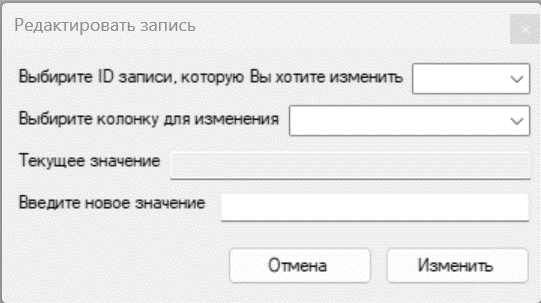 Редактировать запись
Выбирите ID записи, которую Вы хотите изменить
Выбирите колонку для изменения
Текущее значение
Введите новое значение
Отмена Изменить